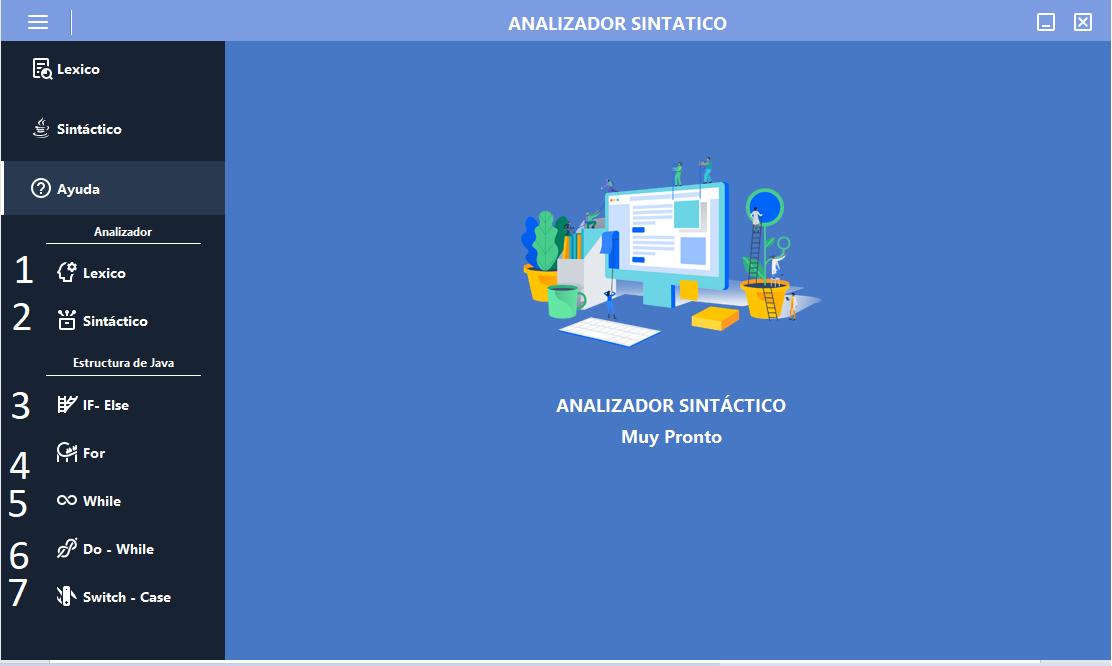 ANALIZADOR SINTATICO
Lexico
Sintáctico
Ayuda
Analizador
1 Lexico
2 Sintáctico
Estructura de Java
3 IF- Else
4 For
5 While
6 Do - While
7 Switch - Case
ANALIZADOR SINTÁCTICO
Muy Pronto